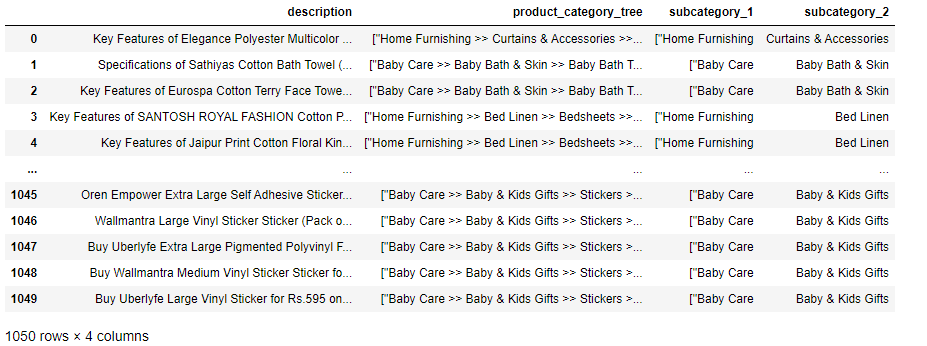 description product_category_tree subcategory_1 subcategory_2
0 Key Features of Elegance Polyester Multicolor ... ["Home Furnishing >> Curtains & Accessories >>... ["Home Furnishing Curtains & Accessories
1 Specifications of Sathiyas Cotton Bath Towel (... ["Baby Care >> Baby Bath & Skin >> Baby Bath T... ["Baby Care Baby Bath & Skin
2 Key Features of Eurospa Cotton Terry Face Towe... ["Baby Care >> Baby Bath & Skin >> Baby Bath T... ["Baby Care Baby Bath & Skin
3 Key Features of SANTOSH ROYAL FASHION Cotton P... ["Home Furnishing >> Bed Linen >> Bedsheets >>... ["Home Furnishing Bed Linen
4 Key Features of Jaipur Print Cotton Floral Kin... ["Home Furnishing >> Bed Linen >> Bedsheets >>... ["Home Furnishing Bed Linen
... ... ... ... ...
1045 Oren Empower Extra Large Self Adhesive Sticker... ["Baby Care >> Baby & Kids Gifts >> Stickers >... ["Baby Care Baby & Kids Gifts
1046 Wallmantra Large Vinyl Sticker Sticker (Pack o... ["Baby Care >> Baby & Kids Gifts >> Stickers >... ["Baby Care Baby & Kids Gifts
1047 Buy Uberlyfe Extra Large Pigmented Polyvinyl F... ["Baby Care >> Baby & Kids Gifts >> Stickers >... ["Baby Care Baby & Kids Gifts
1048 Buy Wallmantra Medium Vinyl Sticker Sticker fo... ["Baby Care >> Baby & Kids Gifts >> Stickers >... ["Baby Care Baby & Kids Gifts
1049 Buy Uberlyfe Large Vinyl Sticker for Rs.595 on... ["Baby Care >> Baby & Kids Gifts >> Stickers >... ["Baby Care Baby & Kids Gifts
1050 rows × 4 columns